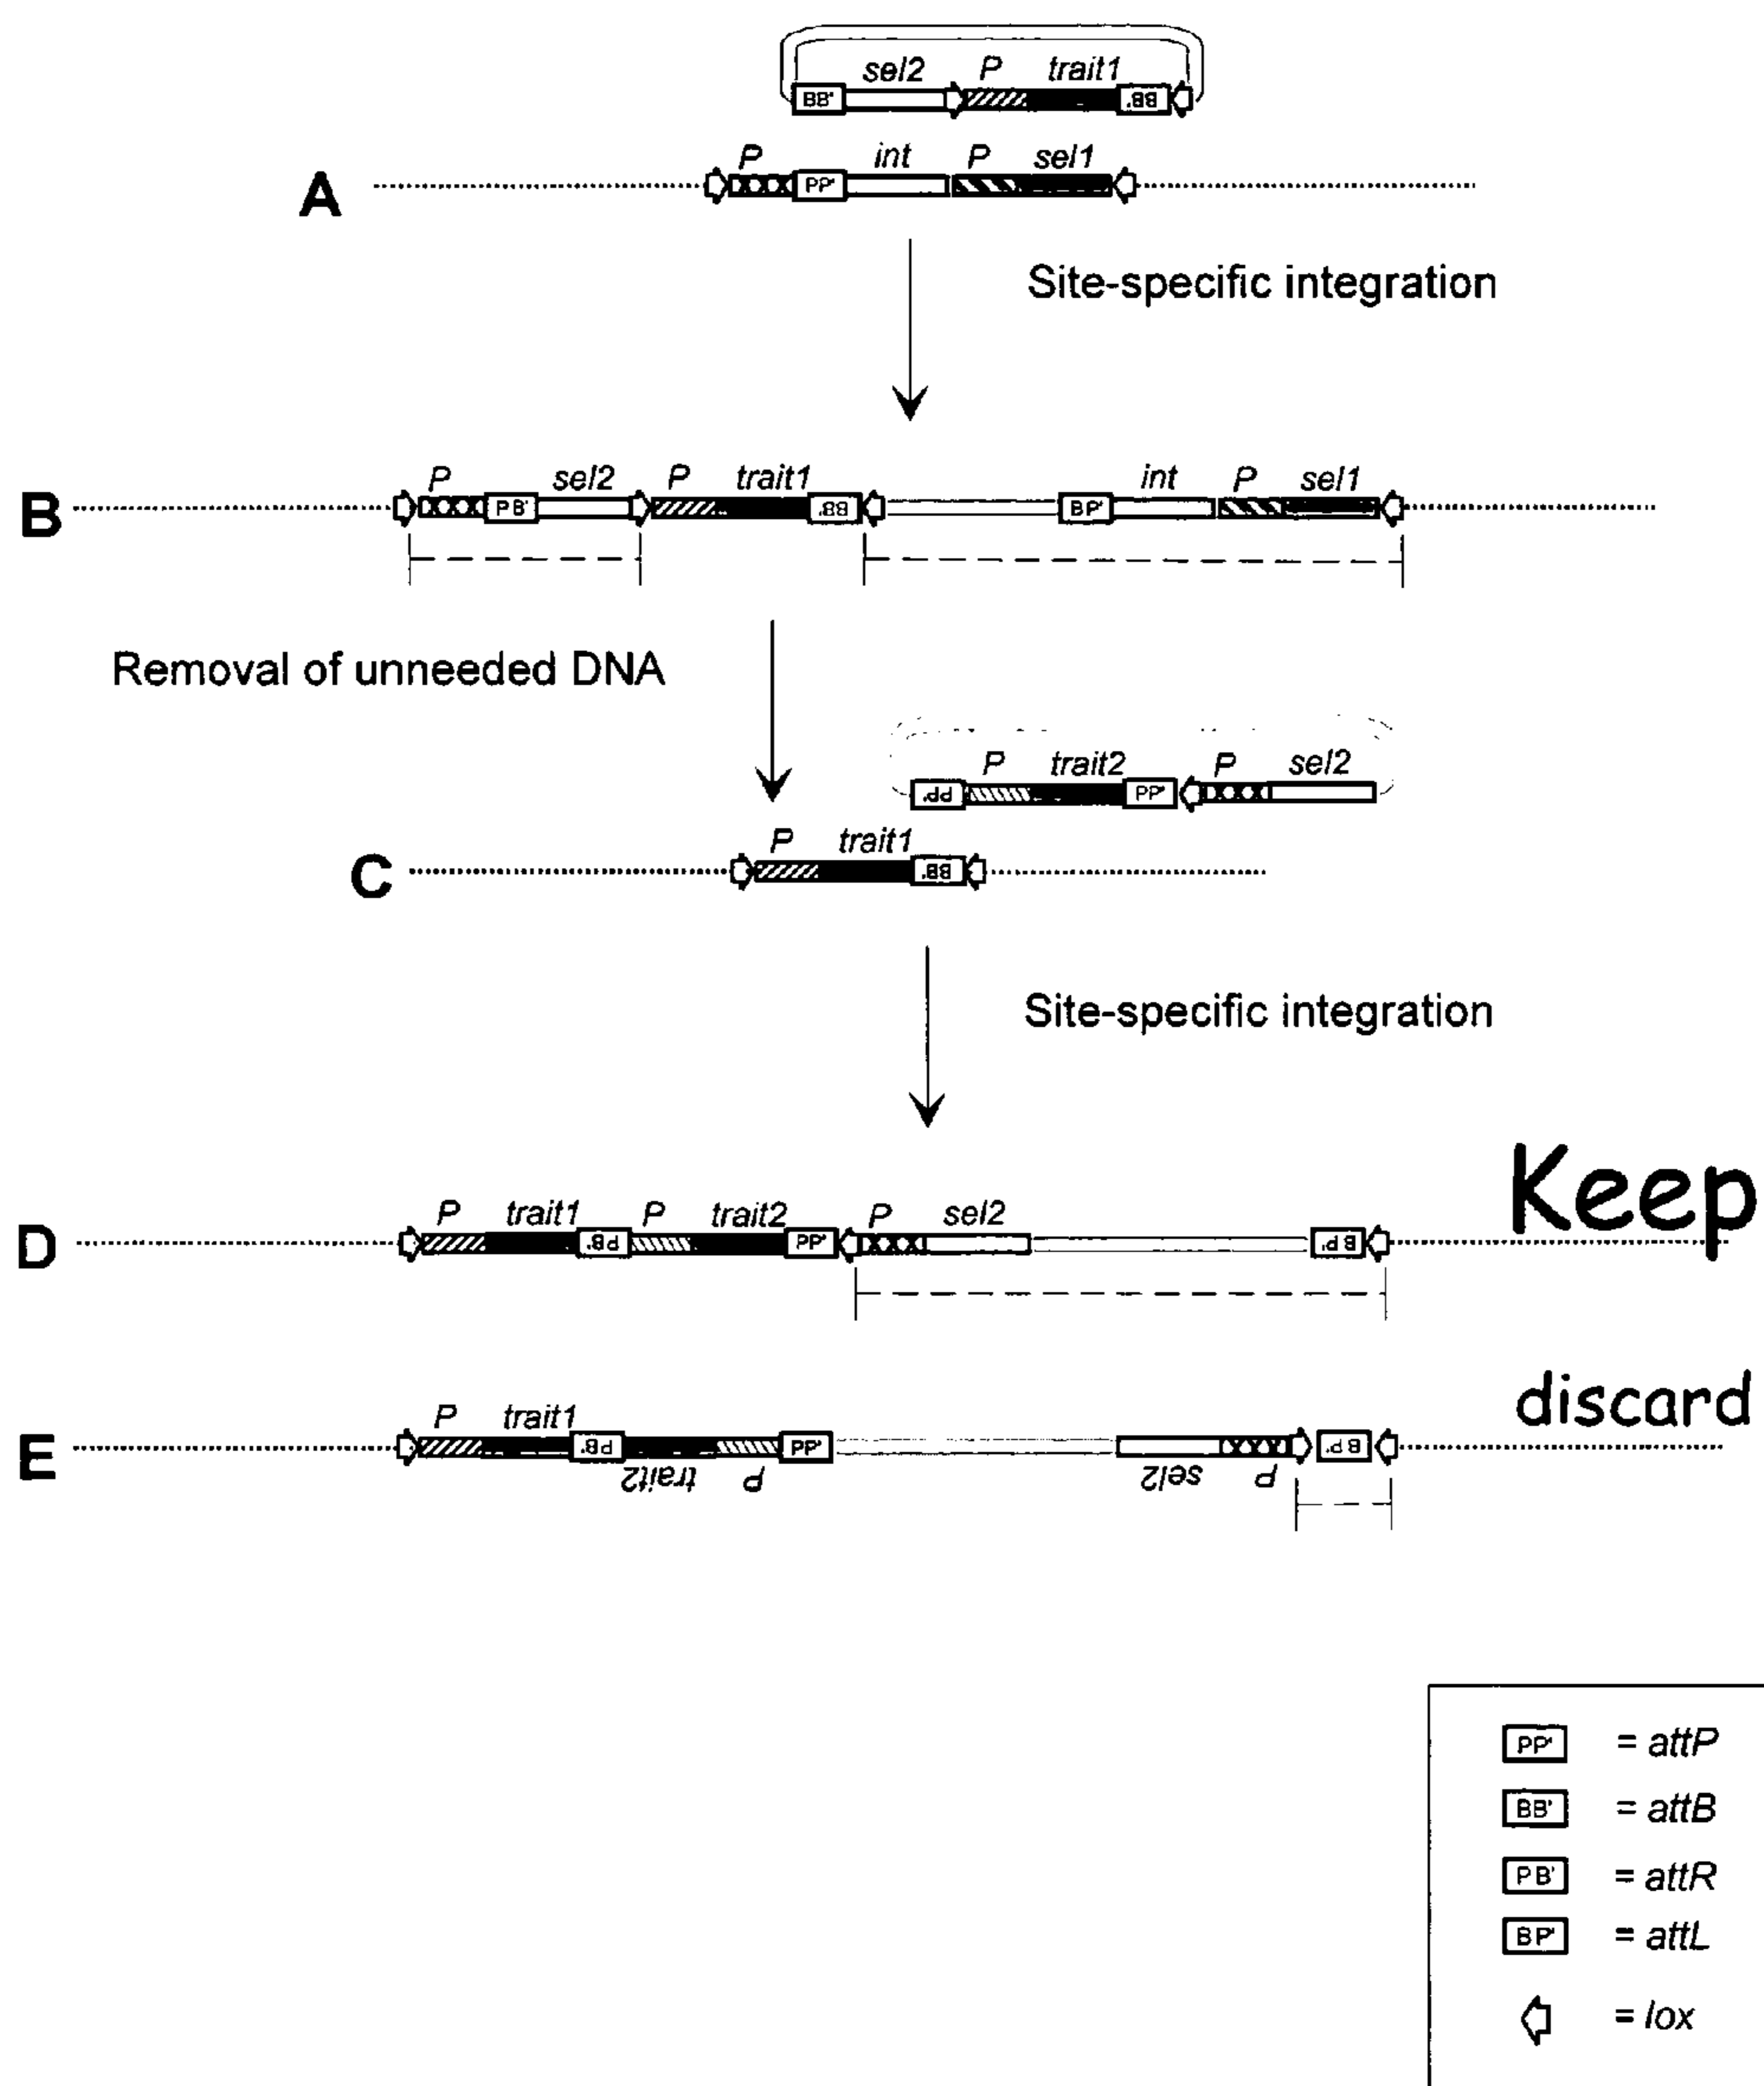 sel2 P trait1
BB' BB'
P int P sel1
A PP'
Site-specific integration
P sel2 P trait1 int P sel1
B PB' BB' BP'
Removal of unneeded DNA
P trait2 P sel2
PP' PP'
P trait1
C BB'
Site-specific integration
Keep
P trait1 P trait2 P sel2
D PB' PP' BP'
discard
P trait1
E PB' PP' BP'
trait2 P sel2 P
PP' = attP
BB' = attB
PB' = attR
BP' = attL
= lox